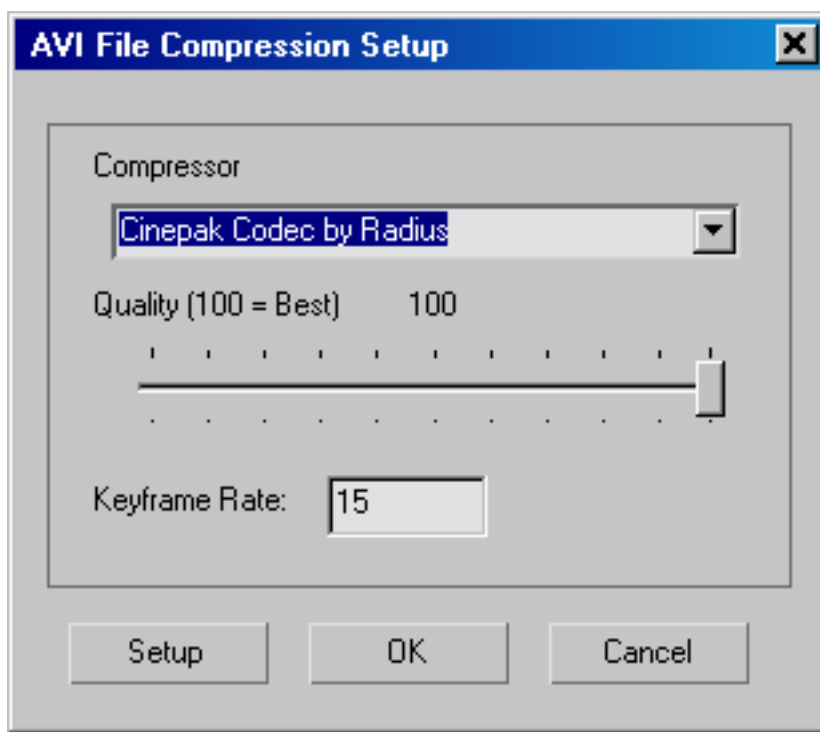 AVI File Compression Setup
Compressor
Cinepak Codec by Radius
Quality (100 = Best) 100
Keyframe Rate: 15
Setup OK Cancel